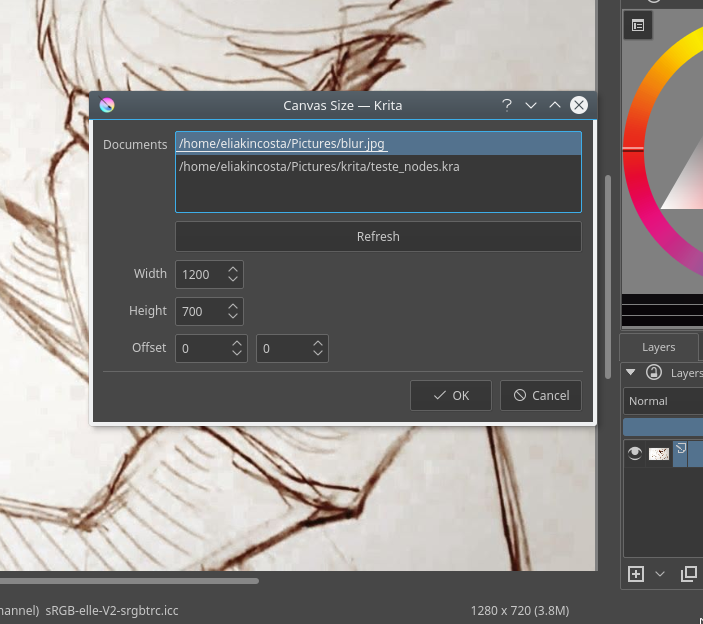 Canvas Size — Krita
Documents
/home/eliakincosta/Pictures/blur.jpg
/home/eliakincosta/Pictures/krita/teste_nodes.kra
Refresh
Width 1200
Height 700
Offset 0 0
OK Cancel
Layers
Layers
Normal
hannel) sRGB-elle-V2-srgbtrc.icc
1280 x 720 (3.8M)